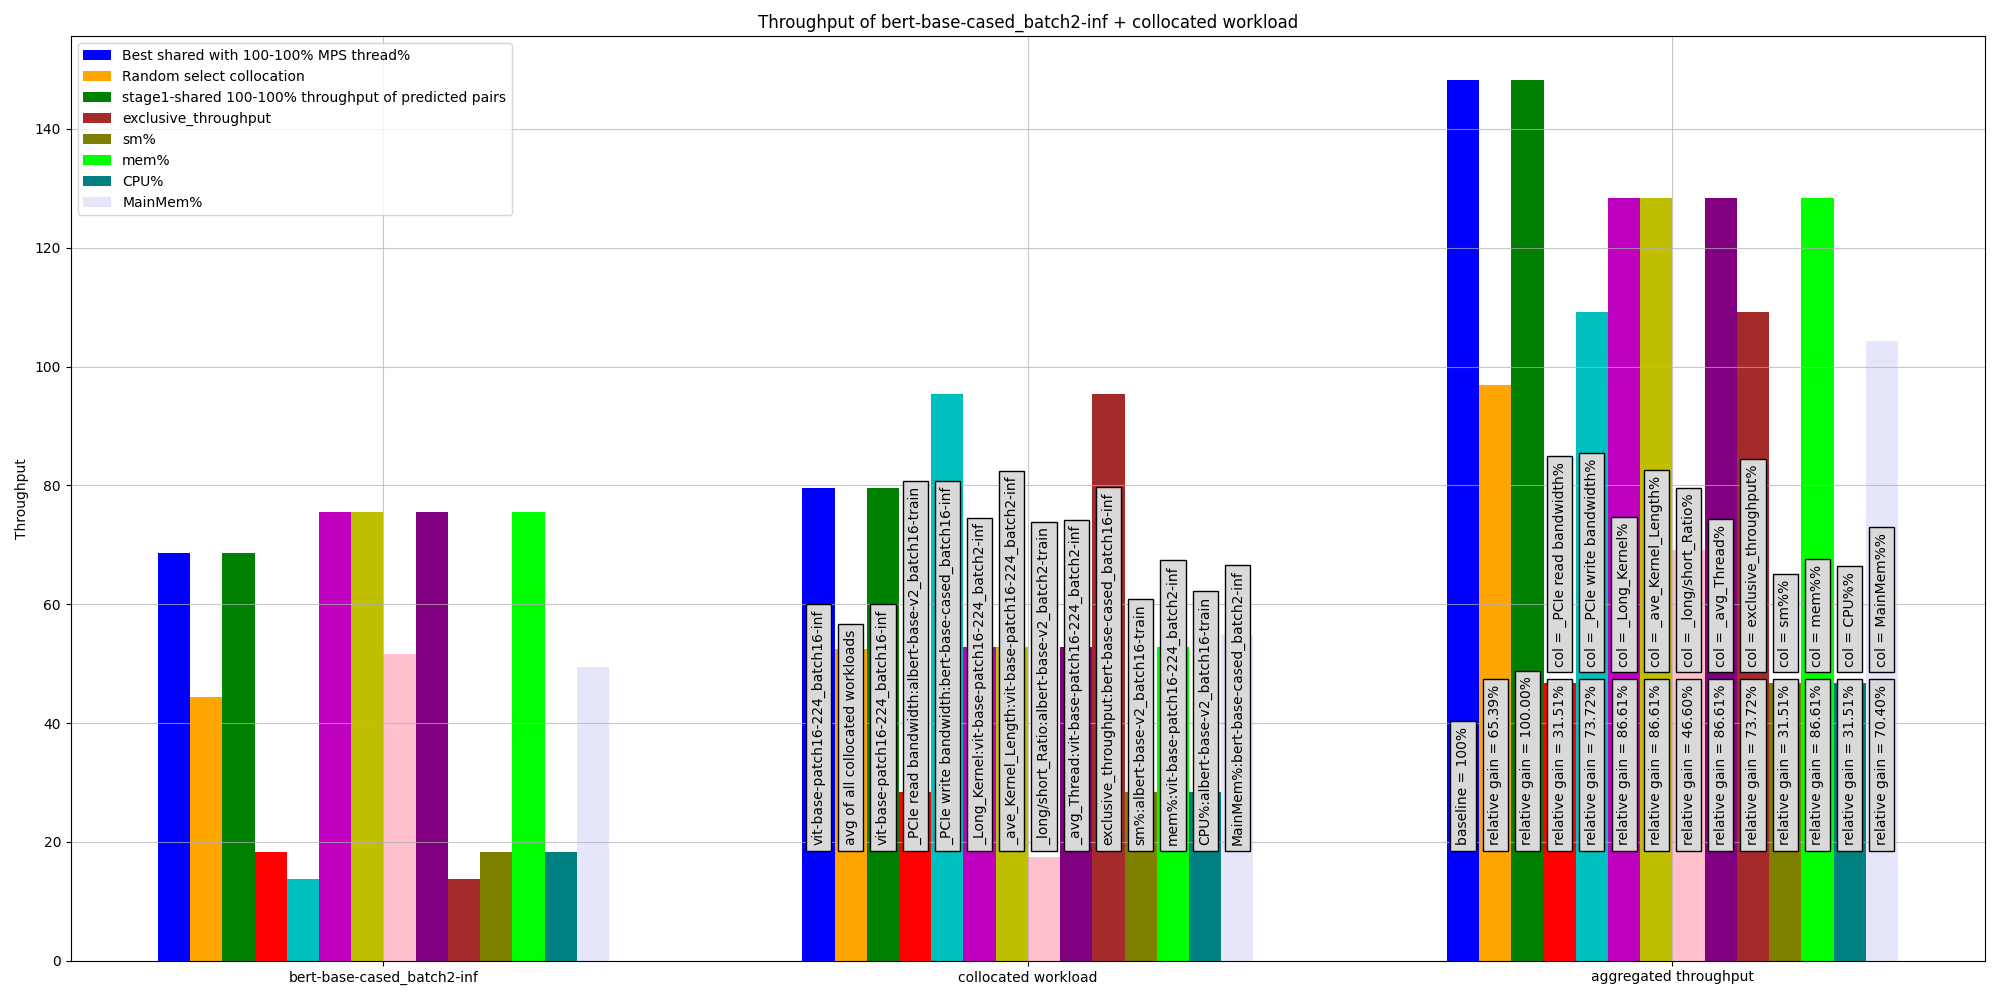 Throughput of bert-base-cased_batch2-inf + collocated workload
Best shared with 100-100% MPS thread%
Random select collocation
stage1-shared 100-100% throughput of predicted pairs
exclusive_throughput
sm%
mem%
CPU%
MainMem%
Throughput
140
120
100
80
60
40
20
0
vit-base-patch16-224_batch16-inf
avg of all collocated workloads
vit-base-patch16-224_batch16-inf
_PCIe read bandwidth:albert-base-v2_batch16-train
_PCIe write bandwidth:bert-base-cased_batch16-inf
_Long_Kernel:vit-base-patch16-224_batch2-inf
_ave_Kernel_Length:vit-base-patch16-224_batch2-inf
_long/short_Ratio:albert-base-v2_batch2-train
_avg_Thread:vit-base-patch16-224_batch2-inf
exclusive_throughput:bert-base-cased_batch16-inf
sm%:albert-base-v2_batch16-train
mem%:vit-base-patch16-224_batch2-inf
CPU%:albert-base-v2_batch16-train
MainMem%:bert-base-cased_batch2-inf
col = _PCIe read bandwidth%
col = _PCIe write bandwidth%
col = _Long_Kernel%
col = _ave_Kernel_Length%
col = _long/short_Ratio%
col = _avg_Thread%
col = exclusive_throughput%
col = sm%%
col = mem%%
col = CPU%%
col = MainMem%%
baseline = 100%
relative gain = 65.39%
relative gain = 100.00%
relative gain = 31.51%
relative gain = 73.72%
relative gain = 86.61%
relative gain = 86.61%
relative gain = 46.60%
relative gain = 86.61%
relative gain = 73.72%
relative gain = 31.51%
relative gain = 86.61%
relative gain = 31.51%
relative gain = 70.40%
bert-base-cased_batch2-inf
collocated workload
aggregated throughput